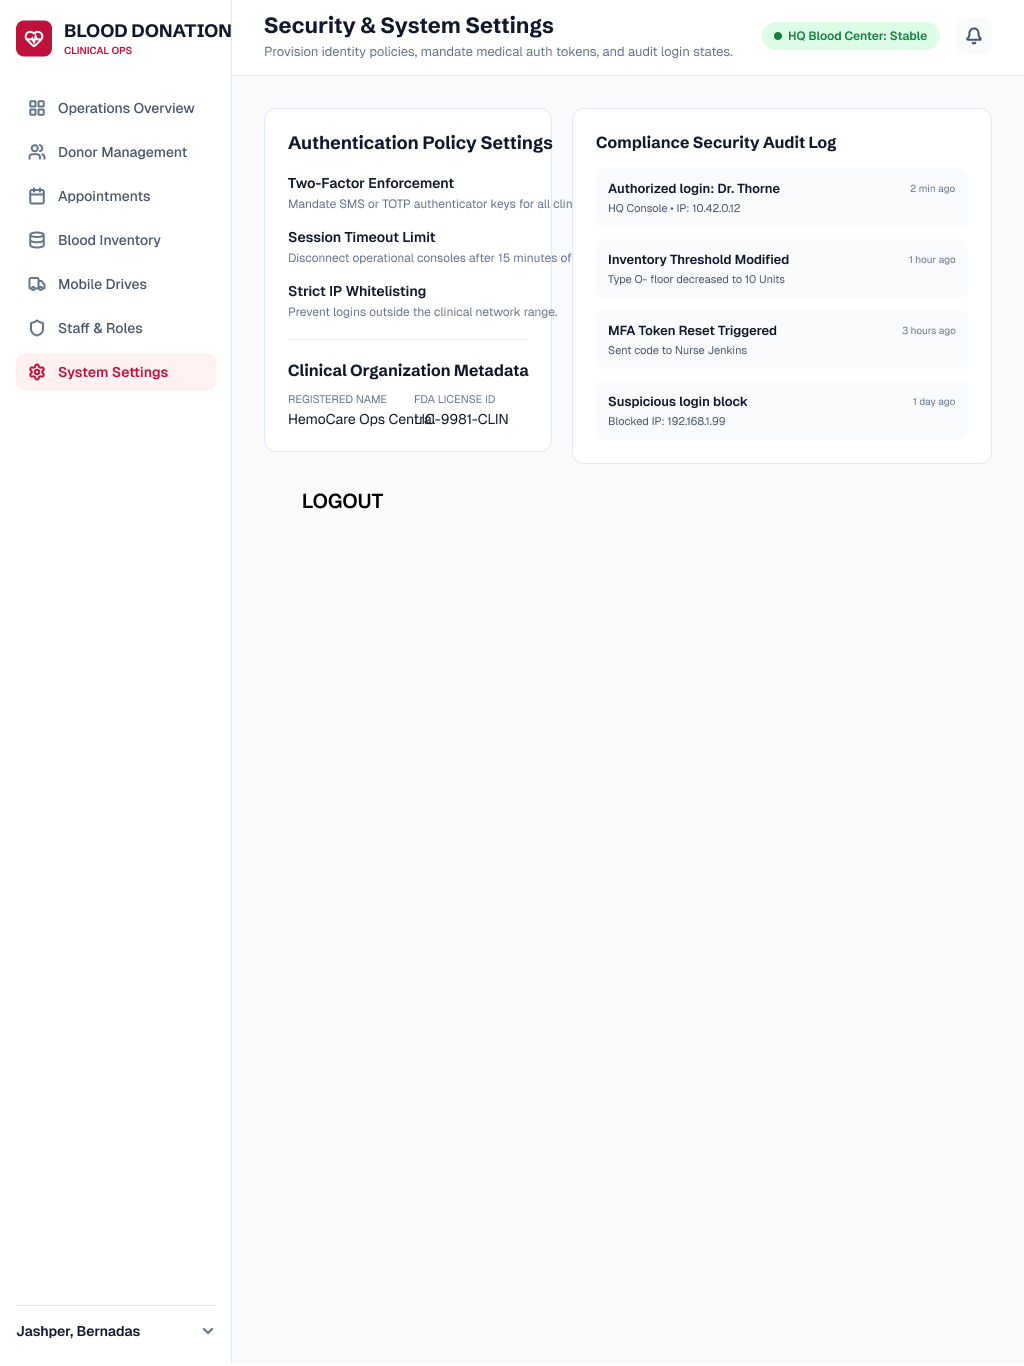 BLOOD DONATION
CLINICAL OPS
Operations Overview
Donor Management
Appointments
Blood Inventory
Mobile Drives
Staff & Roles
System Settings
Jashper, Bernadas
Security & System Settings
Provision identity policies, mandate medical auth tokens, and audit login states.
HQ Blood Center: Stable
Authentication Policy Settings
Two-Factor Enforcement
Mandate SMS or TOTP authenticator keys for all clin
Session Timeout Limit
Disconnect operational consoles after 15 minutes of
Strict IP Whitelisting
Prevent logins outside the clinical network range.
Clinical Organization Metadata
REGISTERED NAME FDA LICENSE ID
HemoCare Ops Central LIC-9981-CLIN
LOGOUT
Compliance Security Audit Log
Authorized login: Dr. Thorne 2 min ago
HQ Console • IP: 10.42.0.12
Inventory Threshold Modified 1 hour ago
Type O- floor decreased to 10 Units
MFA Token Reset Triggered 3 hours ago
Sent code to Nurse Jenkins
Suspicious login block 1 day ago
Blocked IP: 192.168.1.99